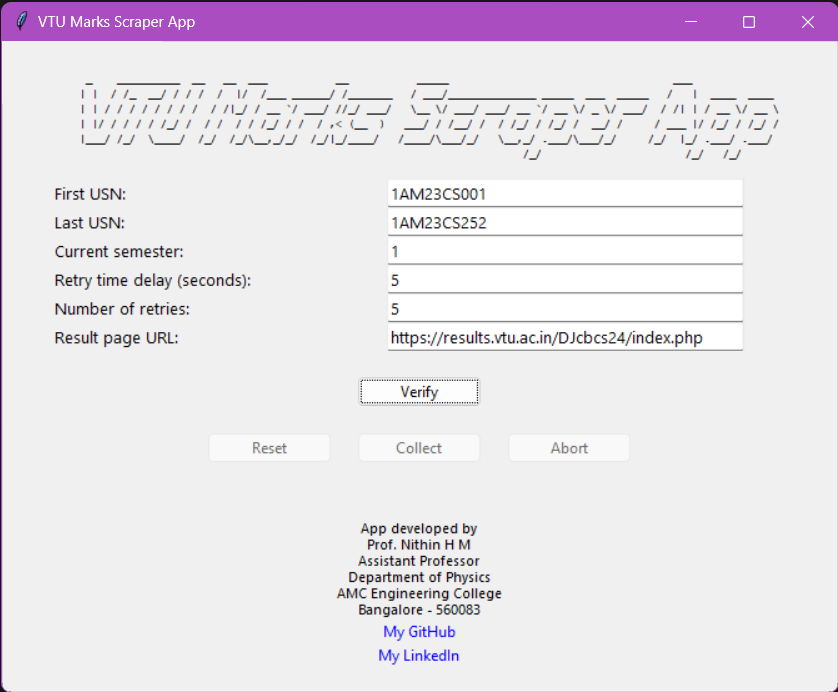 VTU Marks Scraper App
VTU Marks Scraper App
First USN: 1AM23CS001
Last USN: 1AM23CS252
Current semester: 1
Retry time delay (seconds): 5
Number of retries: 5
Result page URL: https://results.vtu.ac.in/DJcbcs24/index.php
Verify
Reset Collect Abort
App developed by
Prof. Nithin H M
Assistant Professor
Department of Physics
AMC Engineering College
Bangalore - 560083
My GitHub
My LinkedIn